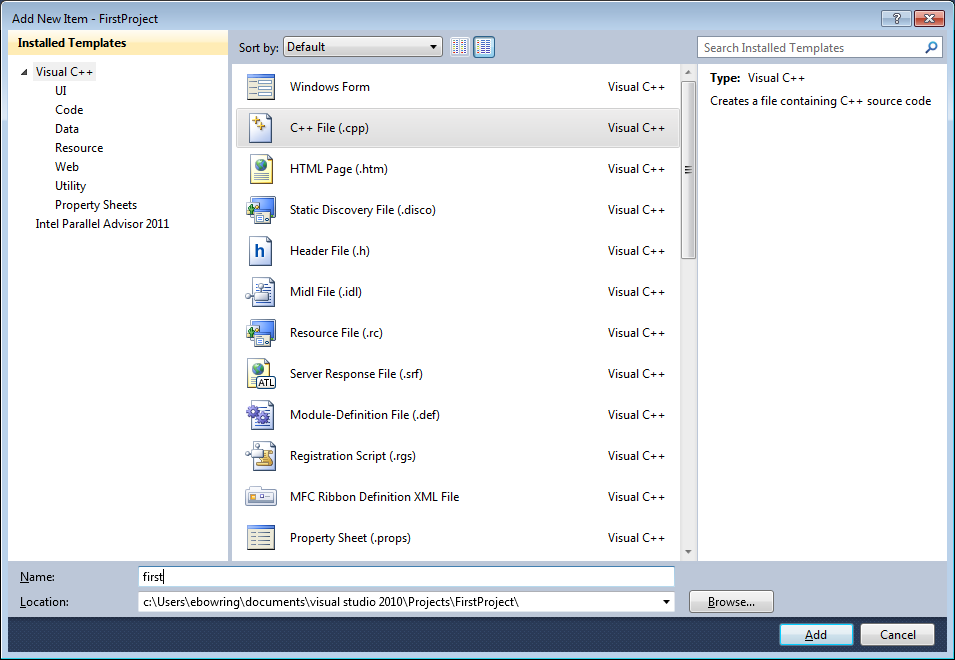 Add New Item - FirstProject
?
Installed Templates
Sort by: Default
Search Installed Templates
Visual C++
UI
Code
Data
Resource
Web
Utility
Property Sheets
Intel Parallel Advisor 2011
Windows Form Visual C++
C++ File (.cpp) Visual C++
HTML Page (.htm) Visual C++
Static Discovery File (.disco) Visual C++
h Header File (.h) Visual C++
Midl File (.idl) Visual C++
Resource File (.rc) Visual C++
ATL Server Response File (.srf) Visual C++
Module-Definition File (.def) Visual C++
Registration Script (.rgs) Visual C++
MFC Ribbon Definition XML File Visual C++
Property Sheet (.props) Visual C++
Type: Visual C++
Creates a file containing C++ source code
Name: first
Location: c:\Users\ebowring\documents\visual studio 2010\Projects\FirstProject\
Browse...
Add Cancel